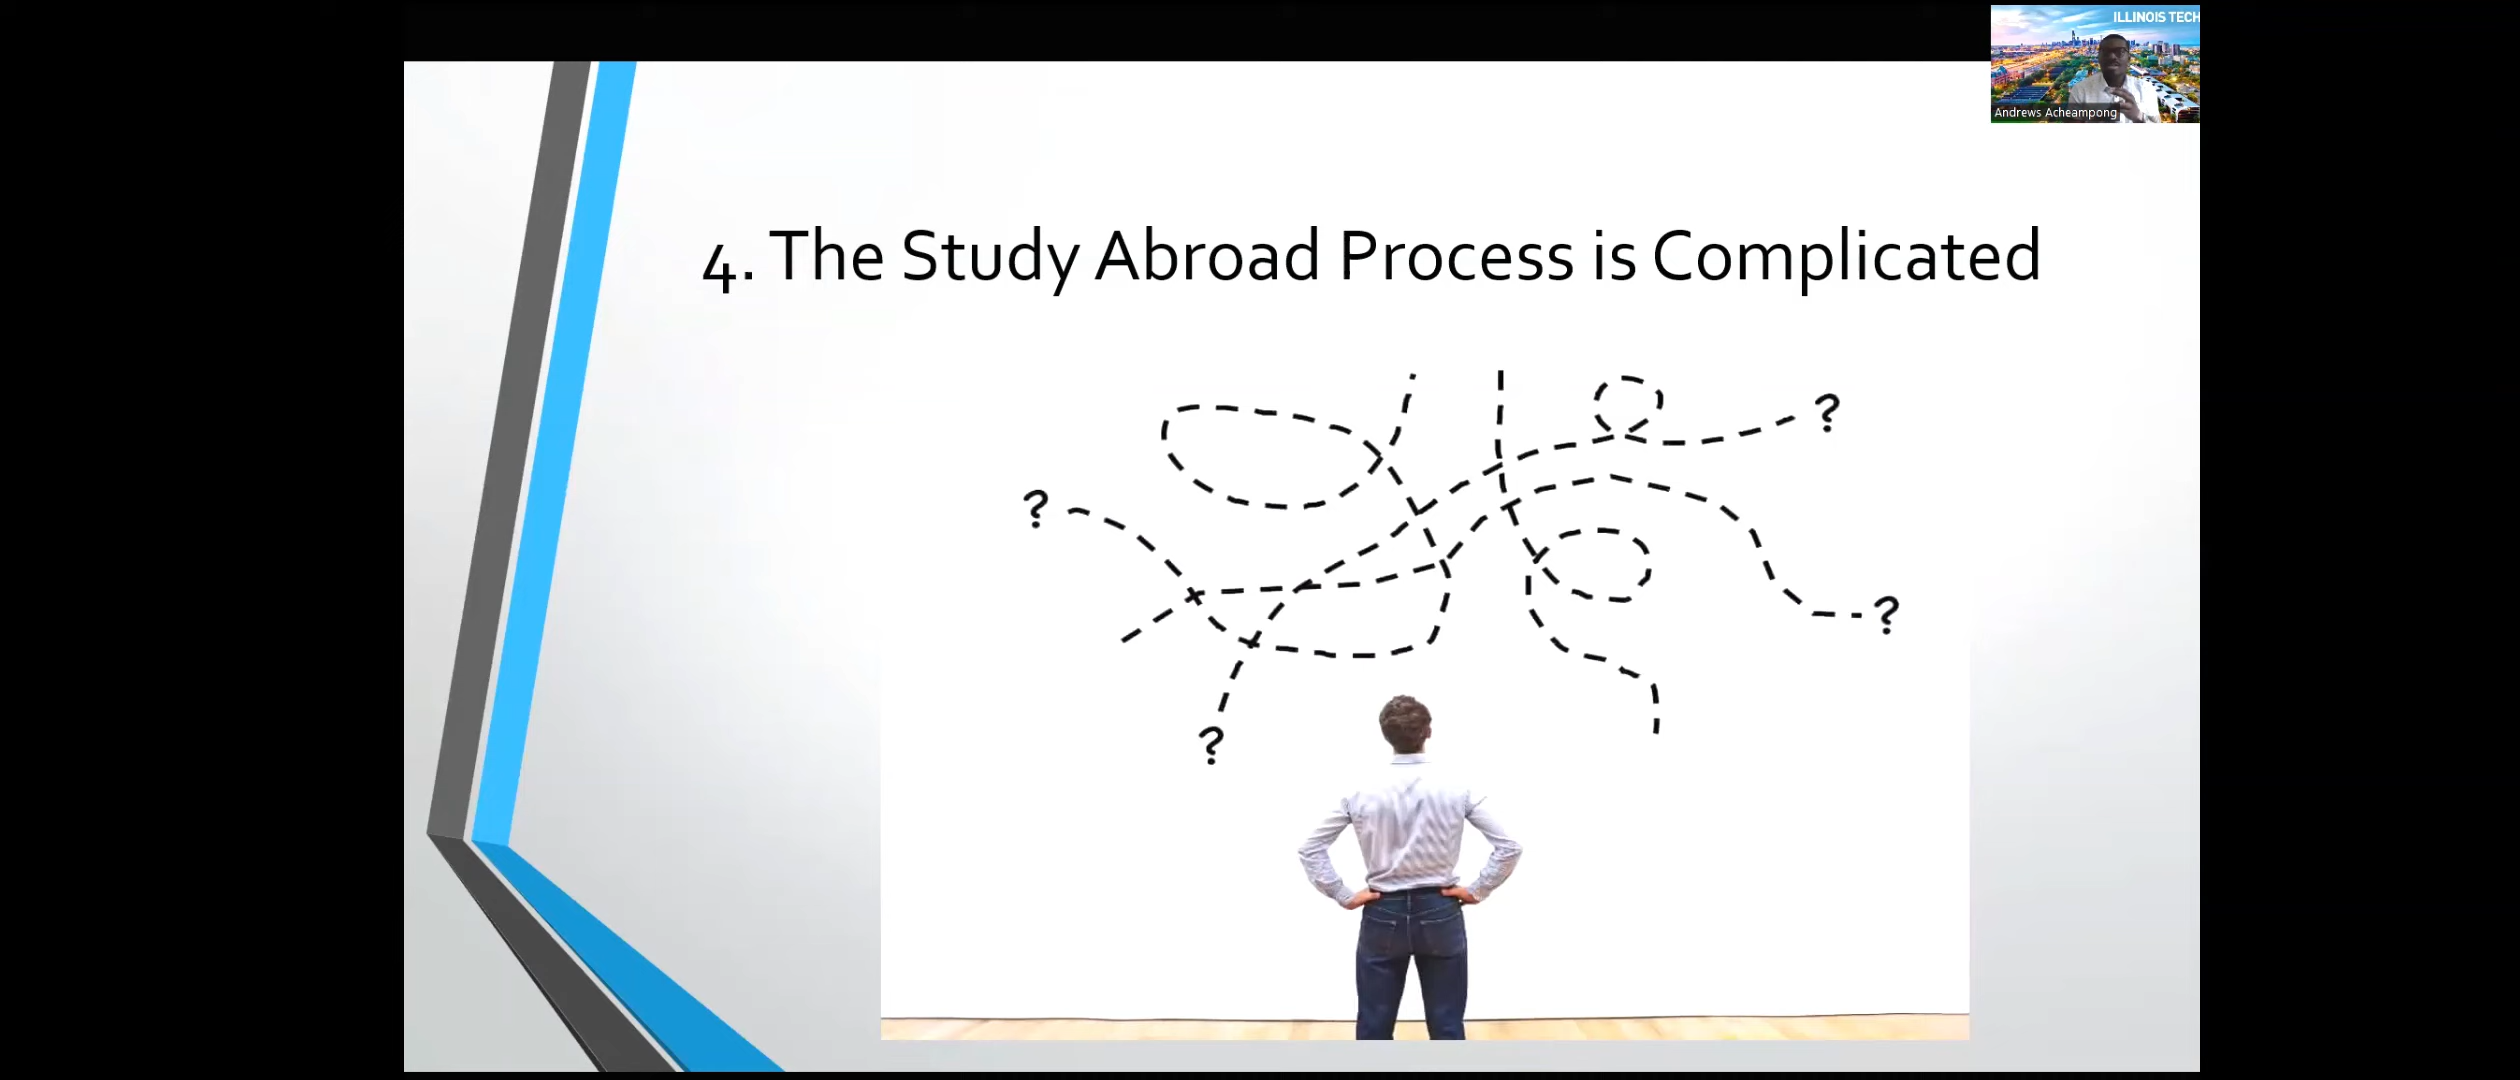 ILLINOIS TECH
Andrews Acheampong
4. The Study Abroad Process is Complicated
?
?
?
?